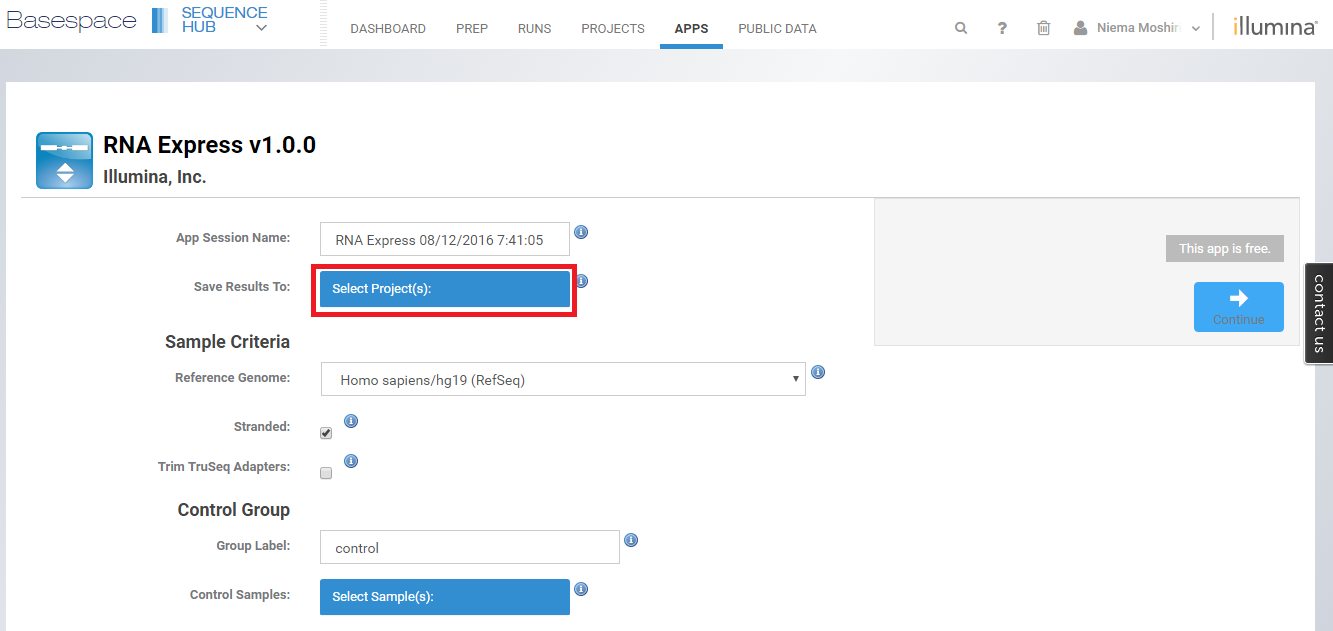 Basespace SEQUENCE HUB
DASHBOARD PREP RUNS PROJECTS APPS PUBLIC DATA ? Niema Moshiri illumina
RNA Express v1.0.0
Illumina, Inc.
App Session Name: RNA Express 08/12/2016 7:41:05
This app is free.
Save Results To: Select Project(s):
Continue
contact us
Sample Criteria
Reference Genome: Homo sapiens/hg19 (RefSeq)
Stranded:
Trim TruSeq Adapters:
Control Group
Group Label: control
Control Samples: Select Sample(s):